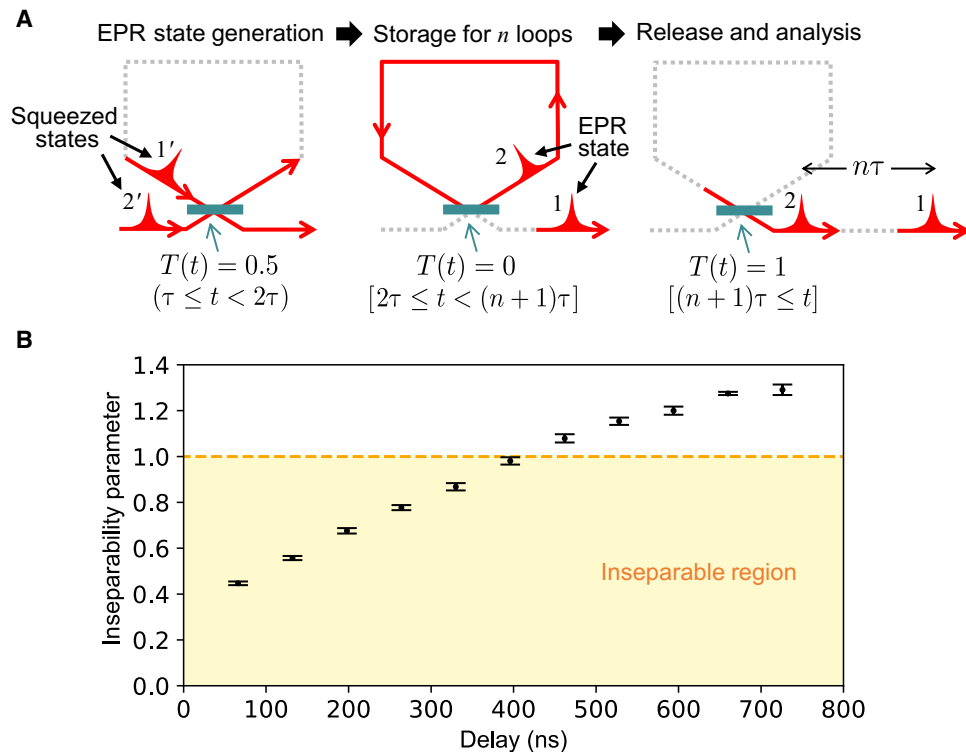 A
EPR state generation ➡ Storage for n loops ➡ Release and analysis
Squeezed
states
1′
2′
T(t) = 0.5
(τ ≤ t < 2τ)
EPR
state
2
1
T(t) = 0
[2τ ≤ t < (n + 1)τ]
nτ
2
1
T(t) = 1
[(n + 1)τ ≤ t]
B
Inseparability parameter
1.4
1.2
1.0
0.8
0.6
0.4
0.2
0.0
Inseparable region
0 100 200 300 400 500 600 700 800
Delay (ns)